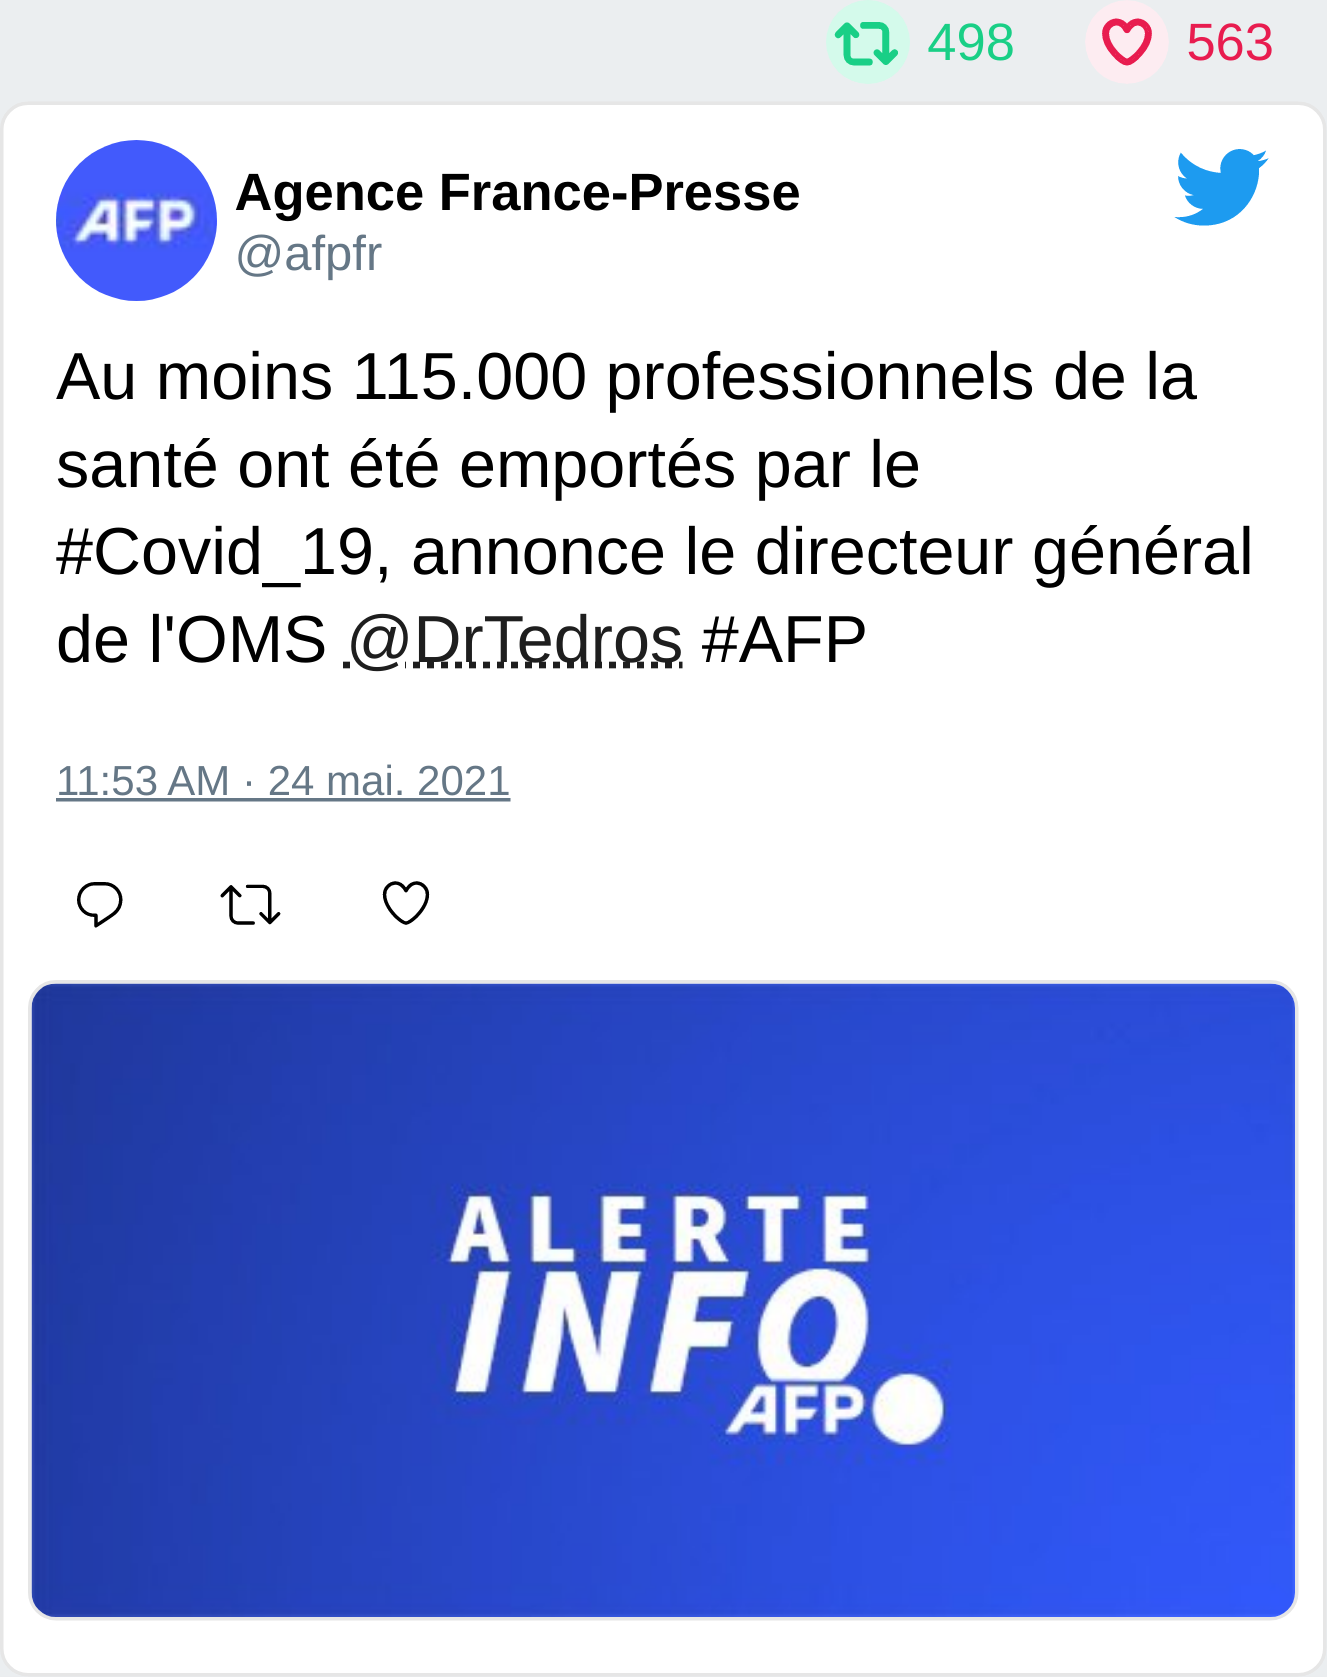 498 563
AFP
Agence France-Presse
@afpfr
Au moins 115.000 professionnels de la
santé ont été emportés par le
#Covid_19, annonce le directeur général
de l'OMS @DrTedros #AFP
11:53 AM · 24 mai. 2021
ALERTE
INFO
AFP